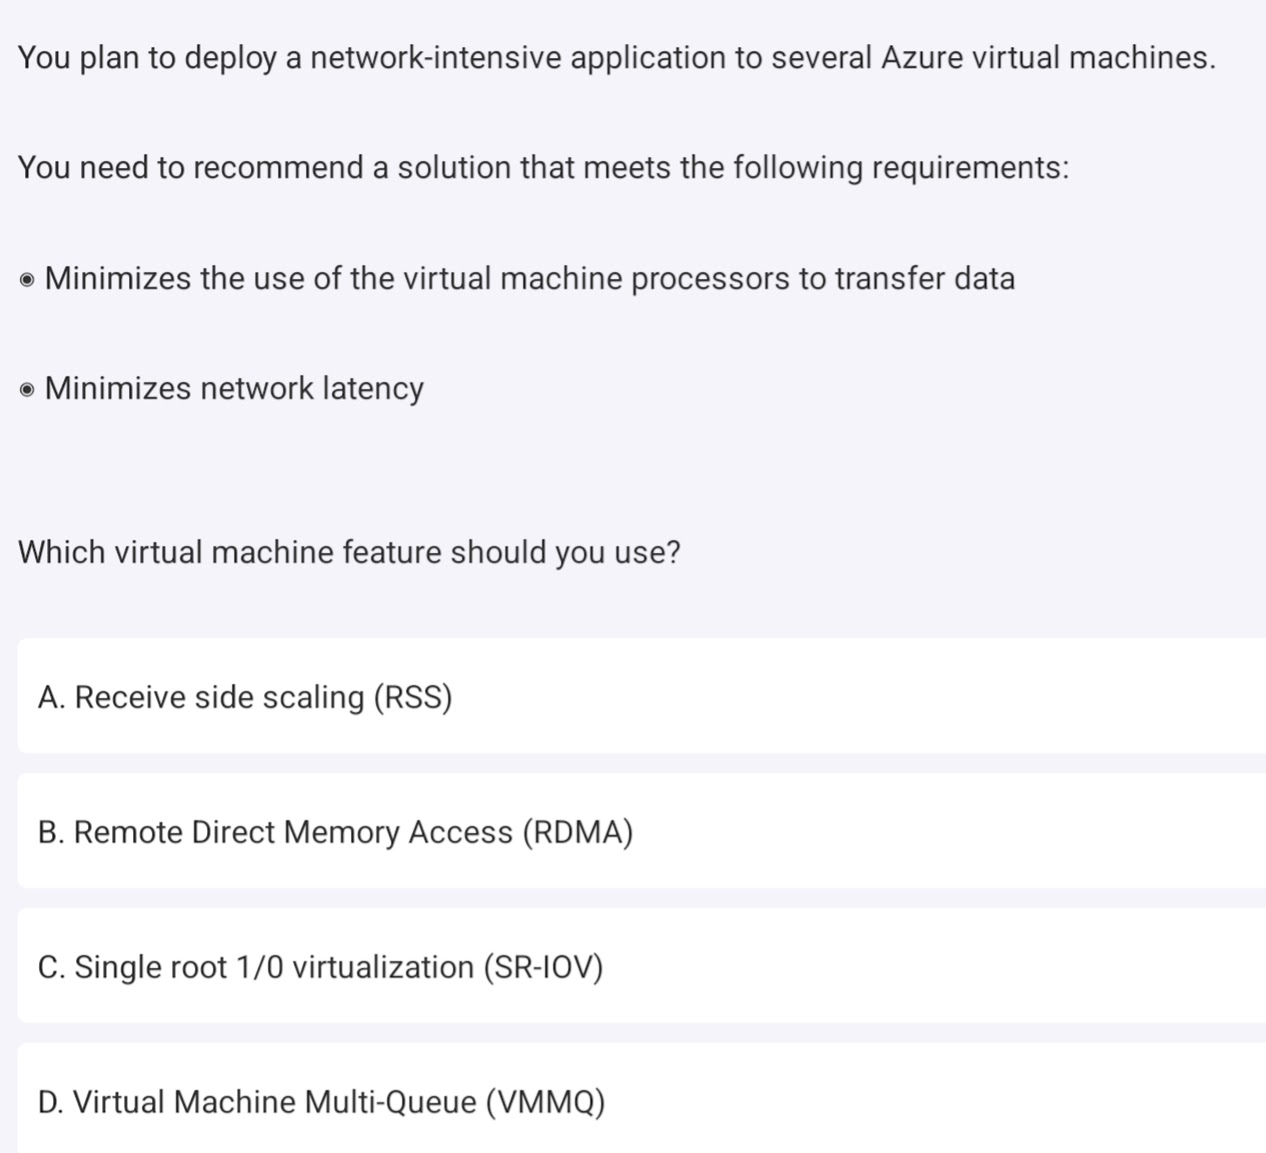 You plan to deploy a network-intensive application to several Azure virtual machines.
You need to recommend a solution that meets the following requirements:
◉ Minimizes the use of the virtual machine processors to transfer data
◉ Minimizes network latency
Which virtual machine feature should you use?
A. Receive side scaling (RSS)
B. Remote Direct Memory Access (RDMA)
C. Single root 1/0 virtualization (SR-IOV)
D. Virtual Machine Multi-Queue (VMMQ)